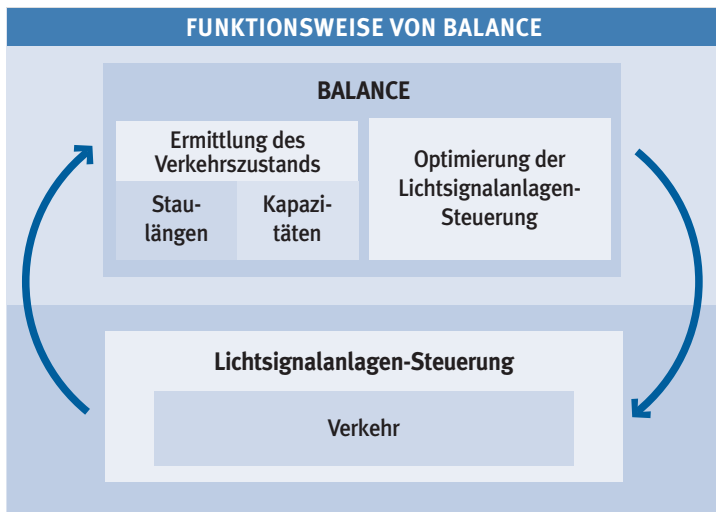 FUNKTIONSWEISE VON BALANCE
BALANCE
Ermittlung des
Verkehrszustands
Stau-
längen
Kapazi-
täten
Optimierung der
Lichtsignalanlagen-
Steuerung
Lichtsignalanlagen-Steuerung
Verkehr